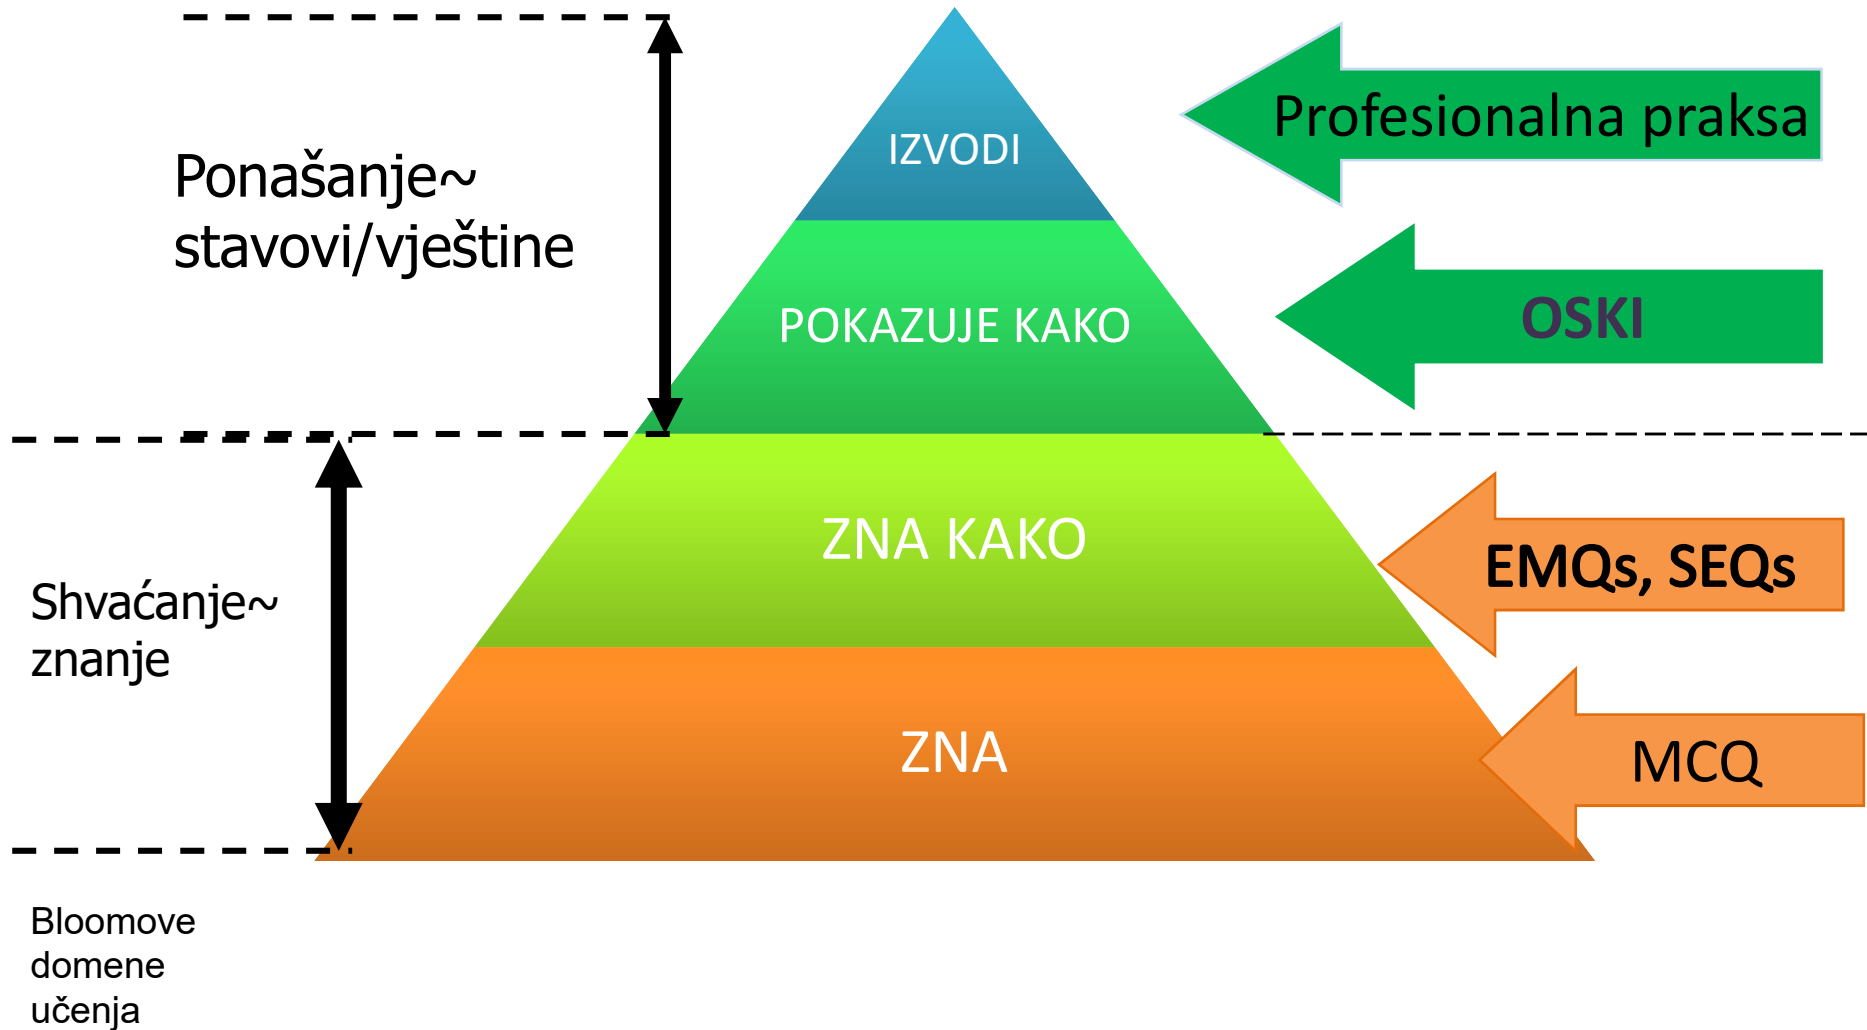 Profesionalna praksa
IZVODI
Ponašanje~
stavovi/vještine
POKAZUJE KAKO
OSKI
ZNA KAKO
EMQs, SEQs
Shvaćanje~
znanje
ZNA
MCQ
Bloomove
domene
učenja